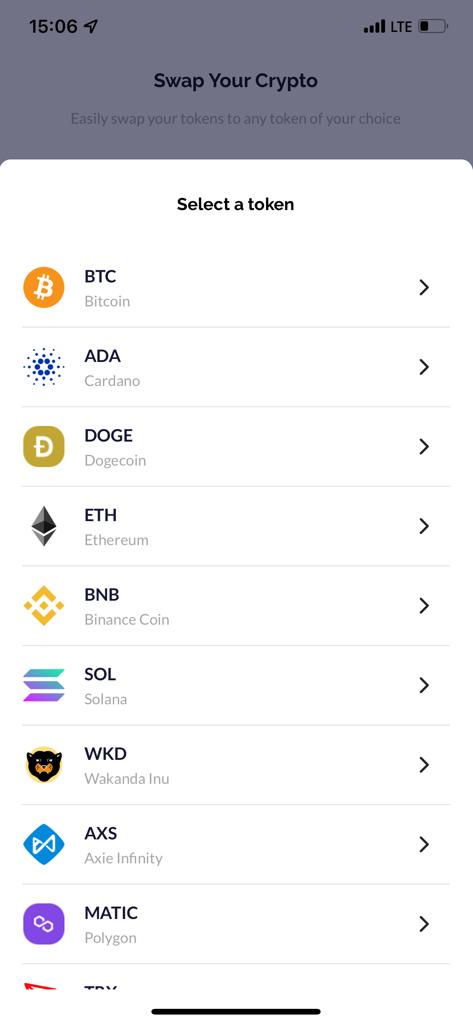 15:06
LTE
Swap Your Crypto
Easily swap your tokens to any token of your choice
Select a token
BTC
Bitcoin
ADA
Cardano
DOGE
Dogecoin
ETH
Ethereum
BNB
Binance Coin
SOL
Solana
WKD
Wakanda Inu
AXS
Axie Infinity
MATIC
Polygon